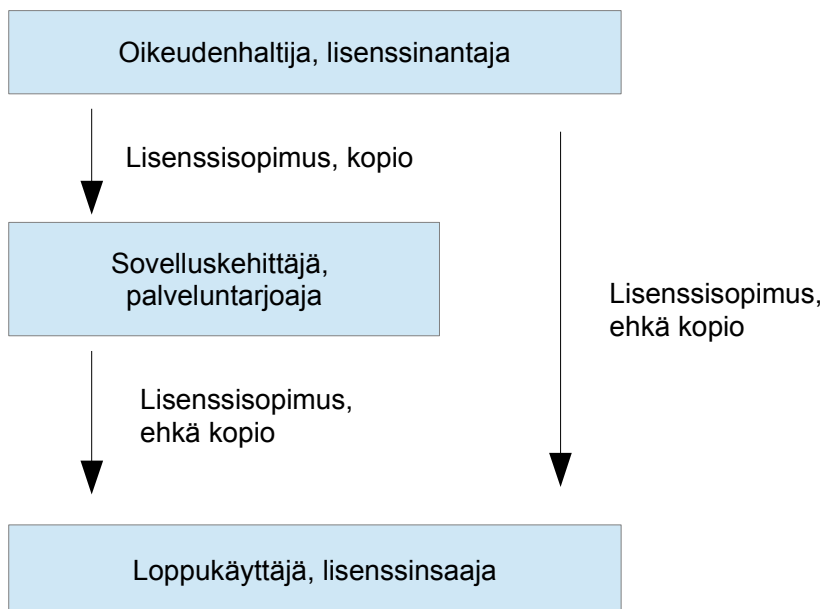 Oikeudenhaltija, lisenssinantaja
Lisenssisopimus, kopio
Sovelluskehittäjä,
palveluntarjoaja
Lisenssisopimus,
ehkä kopio
Lisenssisopimus,
ehkä kopio
Loppukäyttäjä, lisenssinsaaja